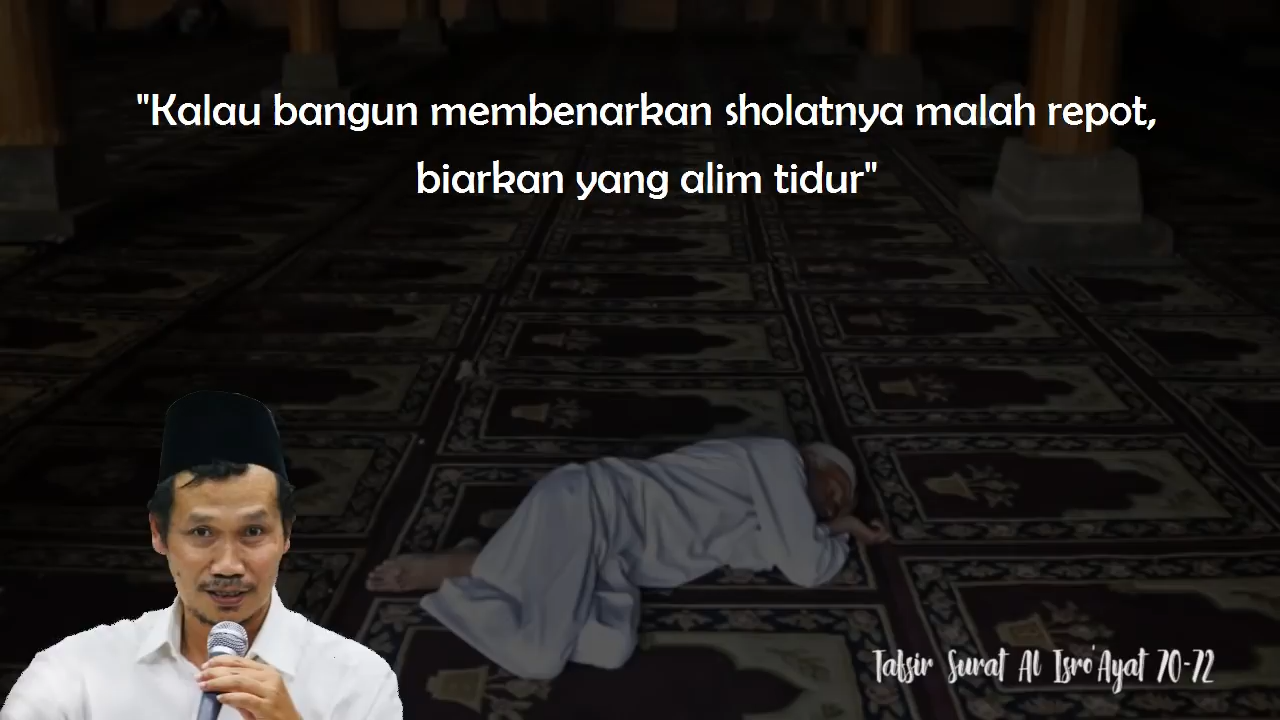 "Kalau bangun membenarkan sholatnya malah repot,
biarkan yang alim tidur"
Tafsir Surat Al Isro'Ayat 70-72